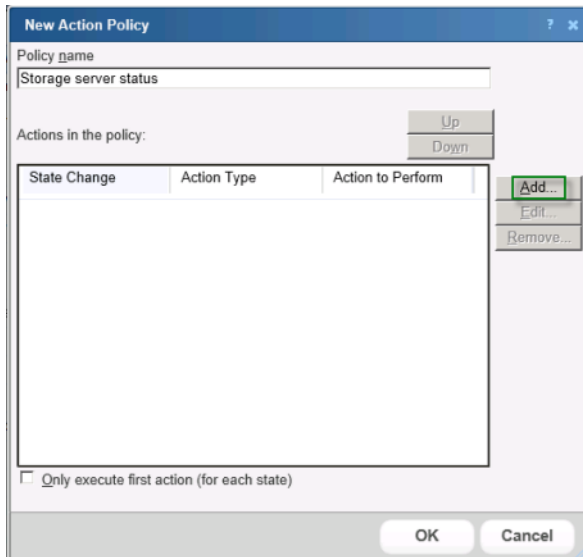 New Action Policy ? ×
Policy name
Storage server status
Up
Actions in the policy:
Down
State Change Action Type Action to Perform
Add...
Edit...
Remove...
Only execute first action (for each state)
OK Cancel